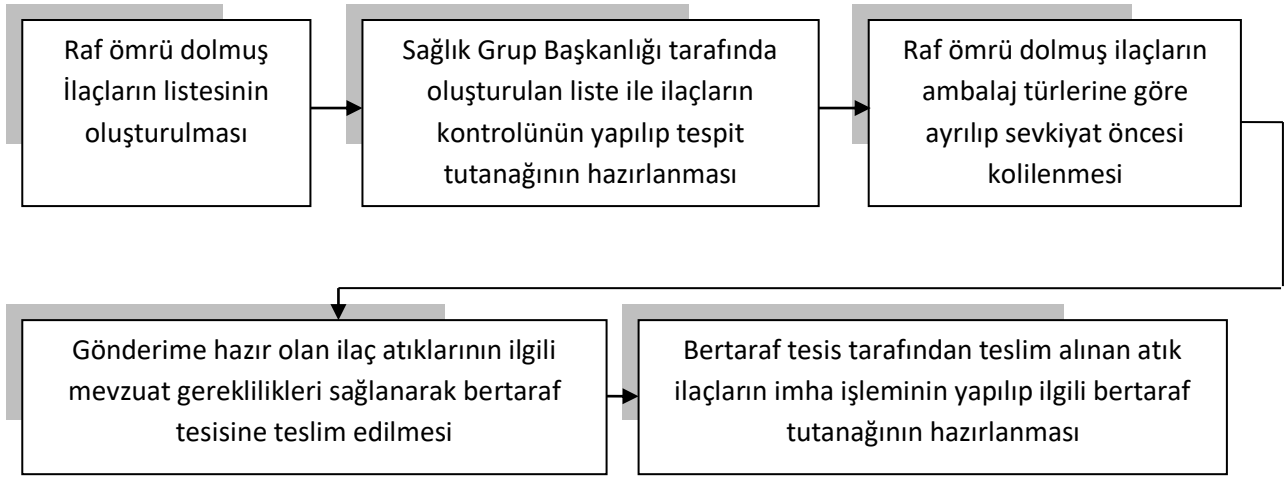 Raf ömrü dolmuş
İlaçların listesinin
oluşturulması
Sağlık Grup Başkanlığı tarafında
oluşturulan liste ile ilaçların
kontrolünün yapılıp tespit
tutanağının hazırlanması
Raf ömrü dolmuş ilaçların
ambalaj türlerine göre
ayrılıp sevkiyat öncesi
kolilenmesi
Gönderime hazır olan ilaç atıklarının ilgili
mevzuat gereklilikleri sağlanarak bertaraf
tesisine teslim edilmesi
Bertaraf tesis tarafından teslim alınan atık
ilaçların imha işleminin yapılıp ilgili bertaraf
tutanağının hazırlanması